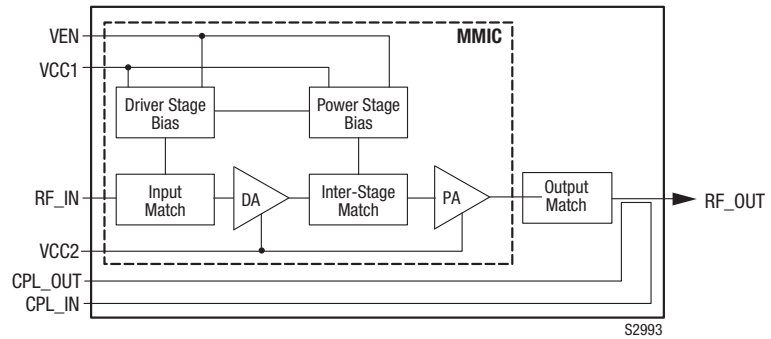 VEN
MMIC
VCC1
Driver Stage
Bias
Power Stage
Bias
RF_IN
Input
Match
DA
Inter-Stage
Match
PA
Output
Match
RF_OUT
VCC2
CPL_OUT
CPL_IN
S2993